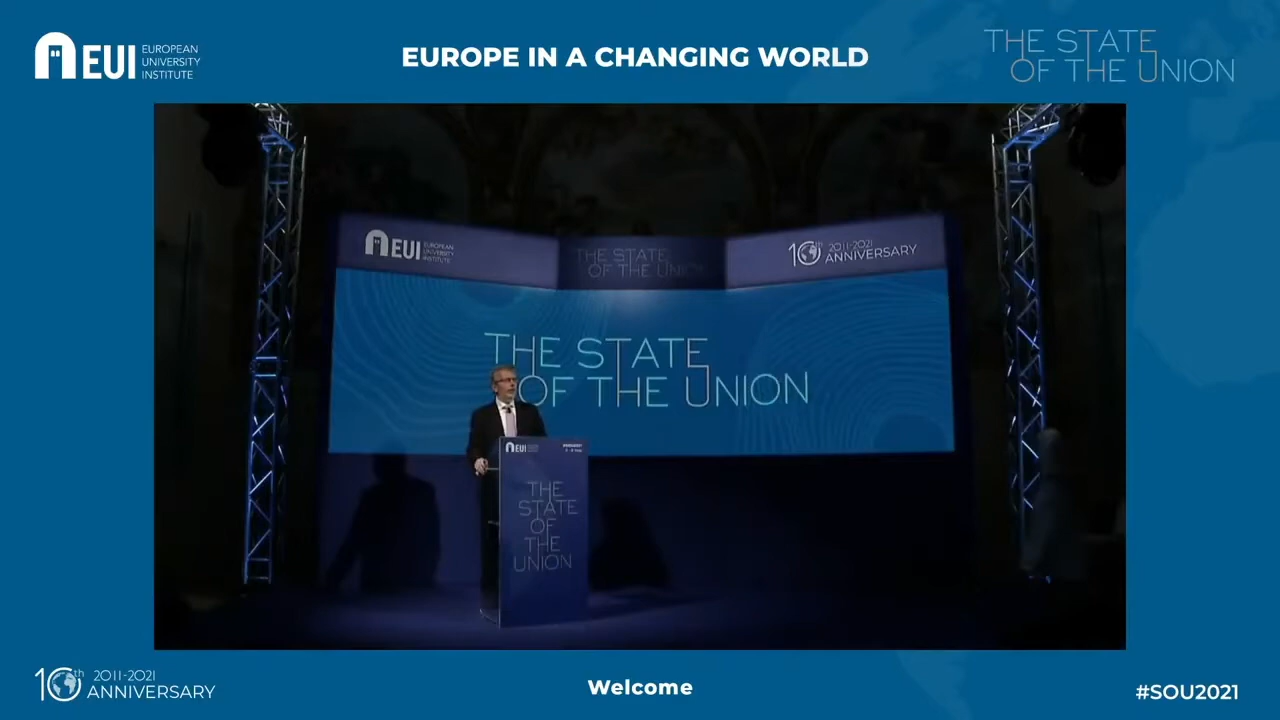 EUI
EUROPEAN
UNIVERSITY
INSTITUTE
EUROPE IN A CHANGING WORLD
THE STATE
OF THE UNION
EUI
EUROPEAN
UNIVERSITY
INSTITUTE
THE STATE
OF THE UNION
10th 2011-2021
ANNIVERSARY
THE STATE
OF THE UNION
EUI
THE
STATE
OF
THE
UNION
10th 2011-2021
ANNIVERSARY
Welcome
#SOU2021